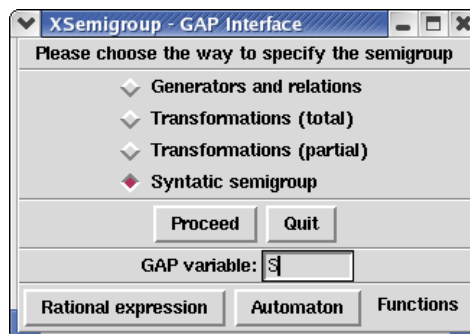 XSemigroup - GAP Interface
Please choose the way to specify the semigroup
Generators and relations
Transformations (total)
Transformations (partial)
Syntatic semigroup
Proceed Quit
GAP variable: S
Rational expression Automaton Functions